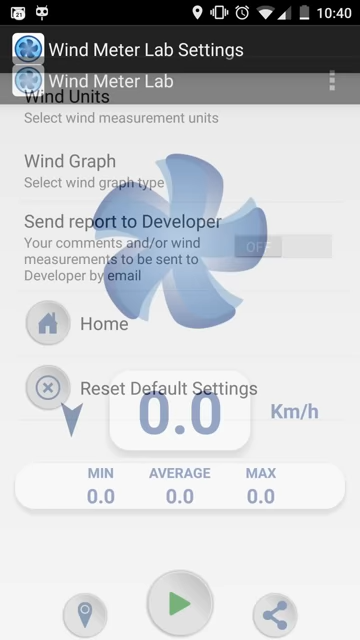 21
10:40
Wind Meter Lab Settings
Wind Meter Lab
Wind Units
Select wind measurement units
Wind Graph
Select wind graph type
Send report to Developer
Your comments and/or wind
measurements to be sent to
Developer by email
OFF
Home
Reset Default Settings
0.0 Km/h
MIN AVERAGE MAX
0.0 0.0 0.0